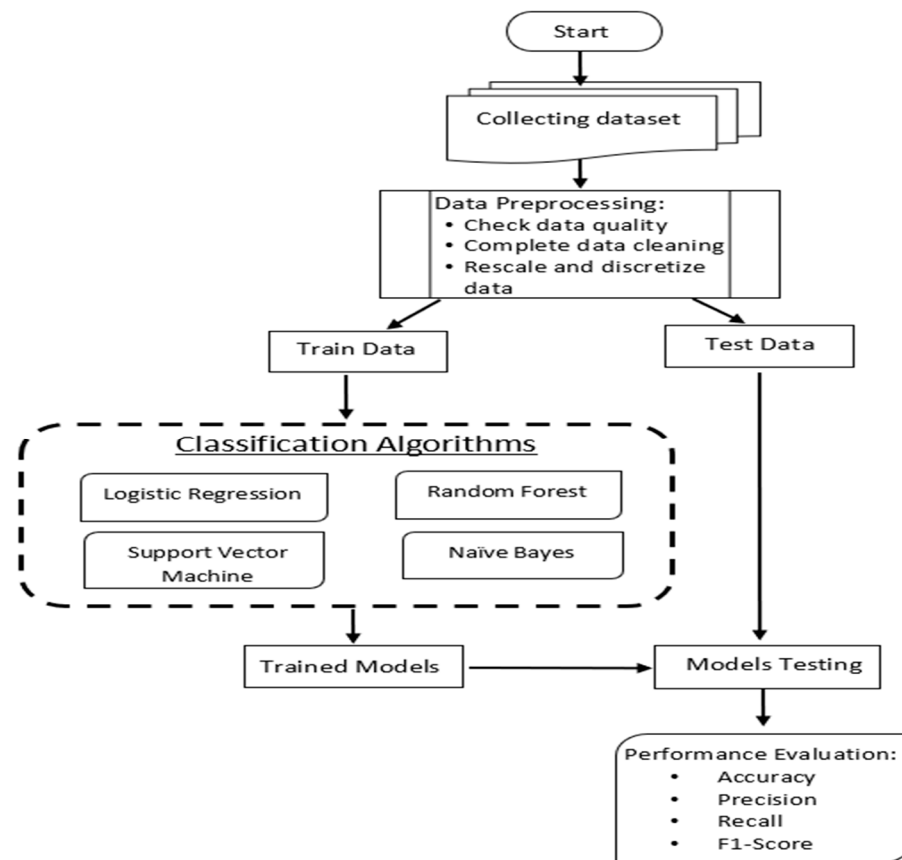 Start
Collecting dataset
Data Preprocessing:
• Check data quality
• Complete data cleaning
• Rescale and discretize
data
Train Data
Test Data
Classification Algorithms
Logistic Regression
Random Forest
Support Vector
Machine
Naïve Bayes
Trained Models
Models Testing
Performance Evaluation:
• Accuracy
• Precision
• Recall
• F1-Score